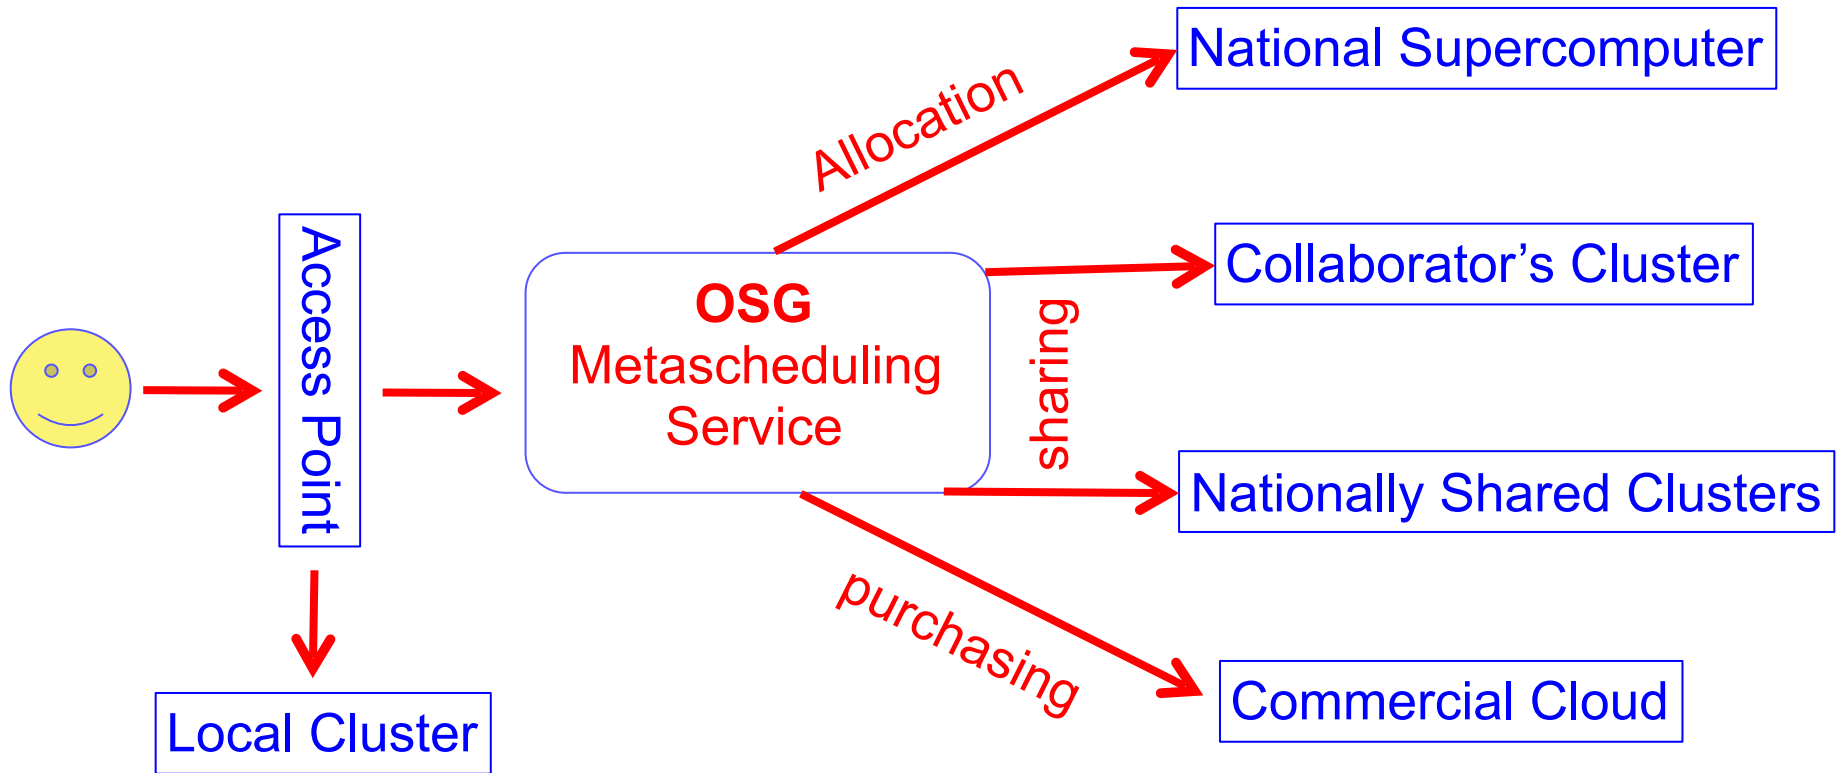 National Supercomputer
Allocation
Access Point
OSG
Metascheduling
Service
Collaborator’s Cluster
sharing
Nationally Shared Clusters
purchasing
Commercial Cloud
Local Cluster